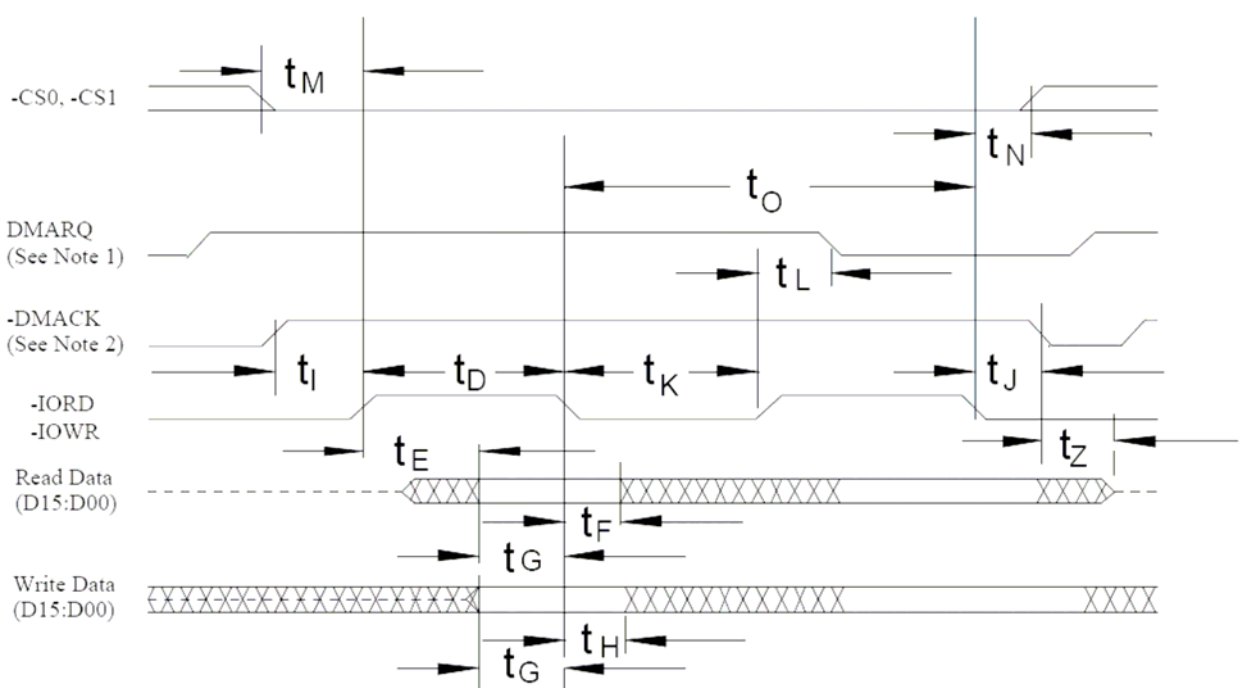 tM
-CS0, -CS1
tN
tO
DMARQ
(See Note 1)
tL
-DMACK
(See Note 2)
tI
tD
tK
tJ
-IORD
-IOWR
tE
tZ
Read Data
(D15:D00)
tF
tG
Write Data
(D15:D00)
tH
tG